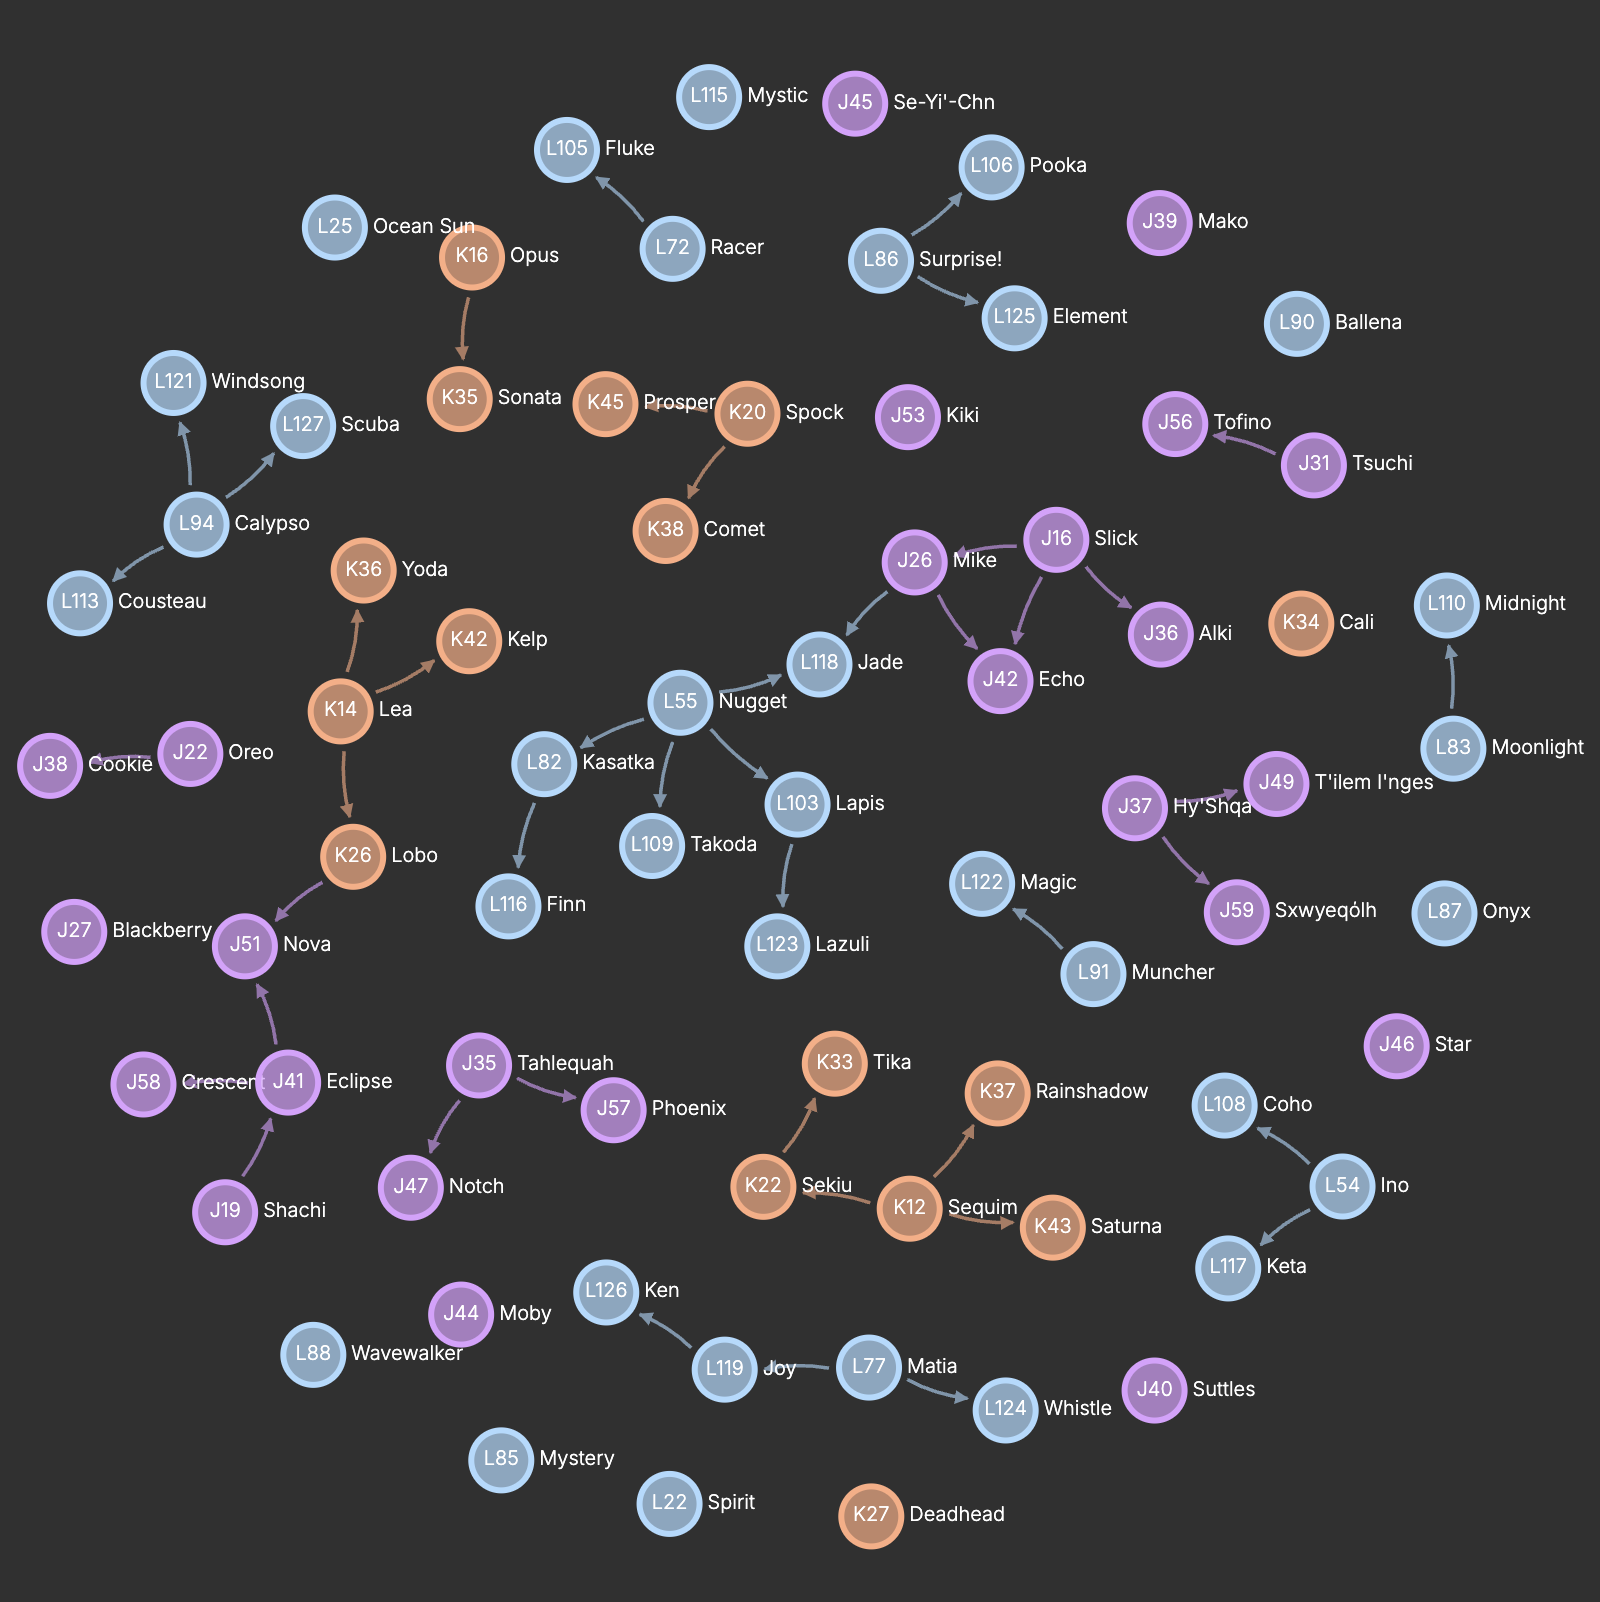 L115 Mystic
J45 Se-Yi'-Chn
L105 Fluke
L106 Pooka
L25 Ocean Sun
K16 Opus
L72 Racer
L86 Surprise!
J39 Mako
L125 Element
L90 Ballena
L121 Windsong
K35 Sonata
K45 Prosper
K20 Spock
J53 Kiki
L127 Scuba
J56 Tofino
J31 Tsuchi
L94 Calypso
K38 Comet
J26 Mike
J16 Slick
K36 Yoda
L113 Cousteau
K42 Kelp
L118 Jade
J36 Alki
K34 Cali
L110 Midnight
K14 Lea
L55 Nugget
J42 Echo
J38 Cookie
J22 Oreo
L82 Kasatka
L103 Lapis
J37 Hy'Shqa
J49 T'ilem I'nges
L83 Moonlight
K26 Lobo
L109 Takoda
L116 Finn
L122 Magic
J59 Sxwyeqólh
L87 Onyx
J27 Blackberry
J51 Nova
L123 Lazuli
L91 Muncher
J58 Crescent
J41 Eclipse
J35 Tahlequah
J57 Phoenix
K33 Tika
K37 Rainshadow
L108 Coho
J46 Star
J19 Shachi
J47 Notch
K22 Sekiu
K12 Sequim
K43 Saturna
L54 Ino
L117 Keta
J44 Moby
L126 Ken
L88 Wavewalker
L119 Joy
L77 Matia
L124 Whistle
J40 Suttles
L85 Mystery
L22 Spirit
K27 Deadhead